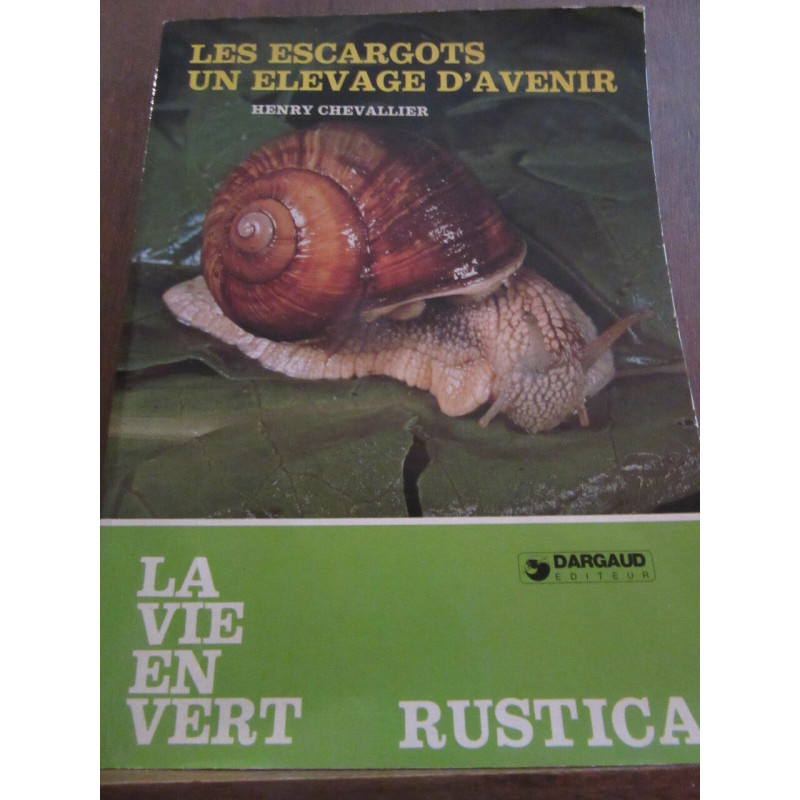 LES ESCARGOTS
UN ELEVAGE D'AVENIR
HENRY CHEVALLIER
DARGAUD
EDITEUR
LA
VIE
EN
VERT
RUSTICA